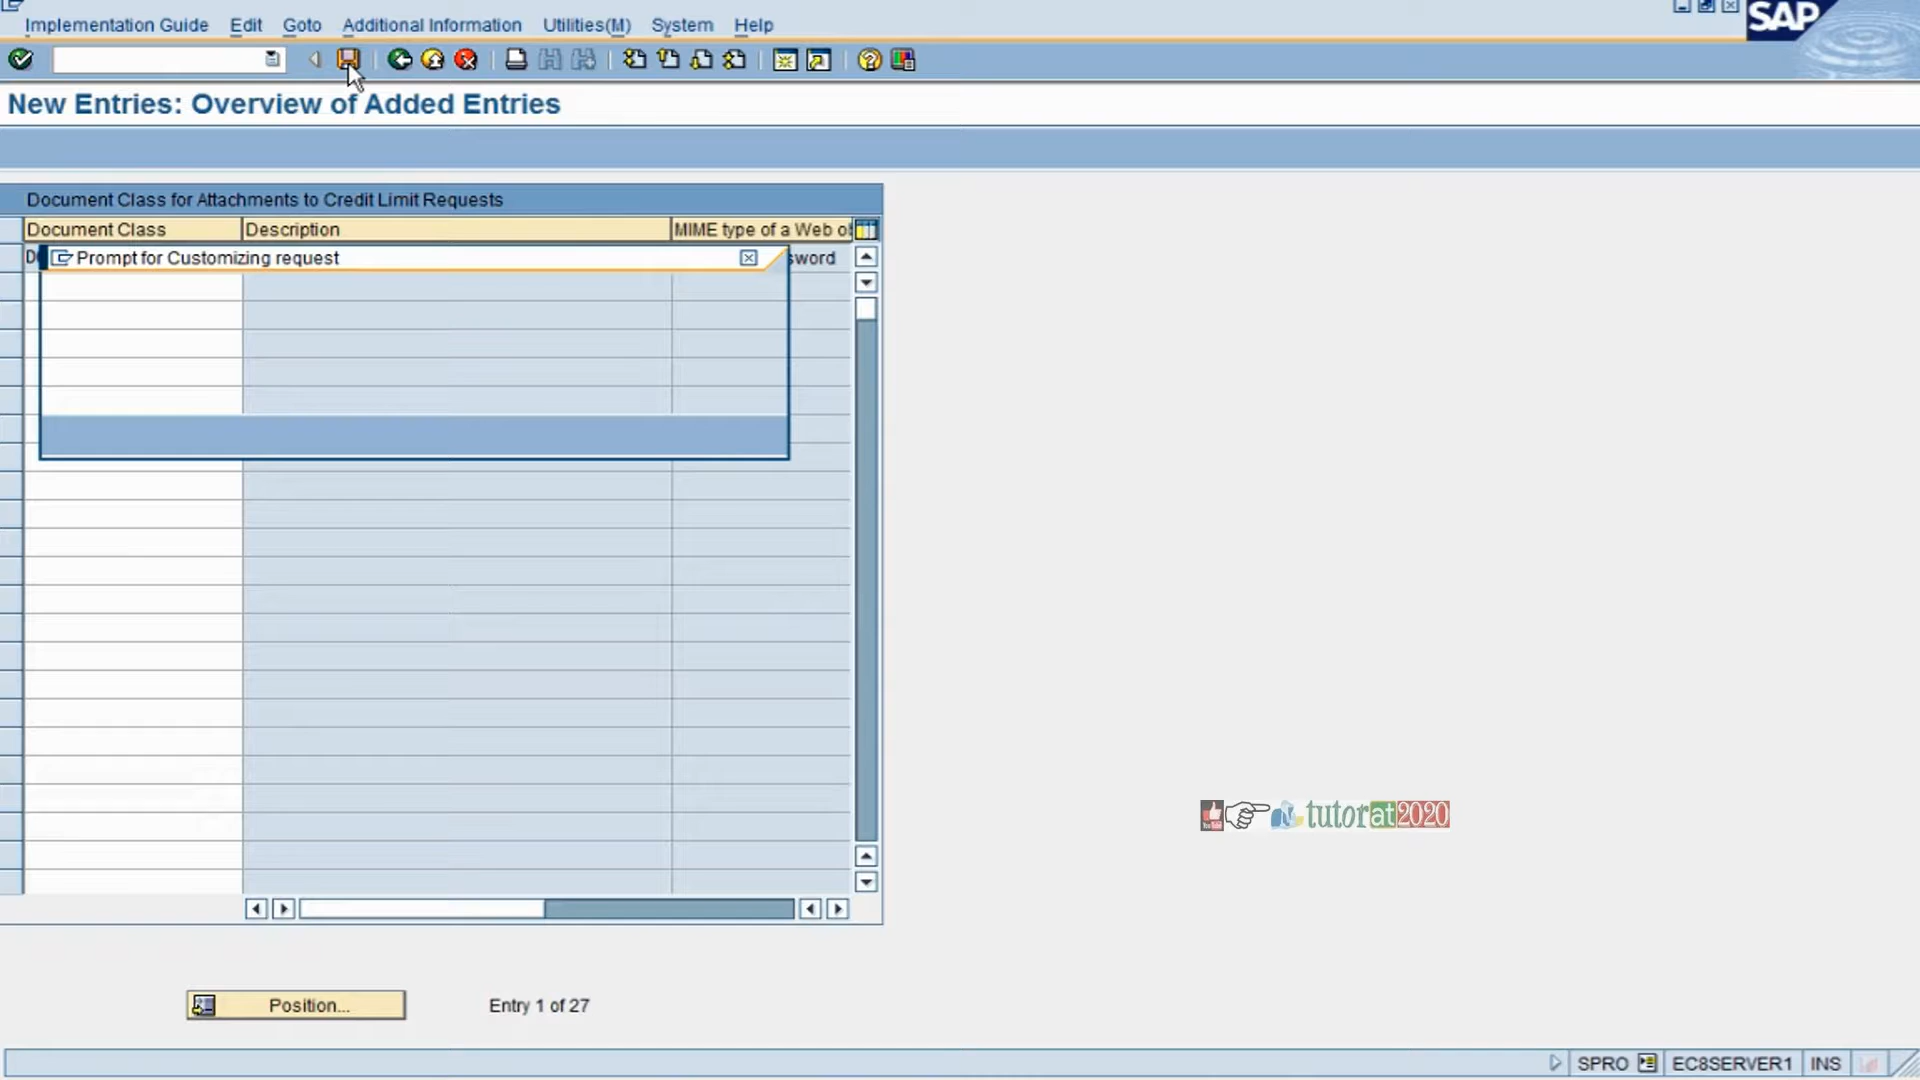 Implementation Guide Edit Goto Additional Information Utilities(M) System Help
SAP
New Entries: Overview of Added Entries
Document Class for Attachments to Credit Limit Requests
Document Class Description MIME type of a Web ob
D Prompt for Customizing request sword
tutorat2020
Position... Entry 1 of 27
SPRO EC8SERVER1 INS